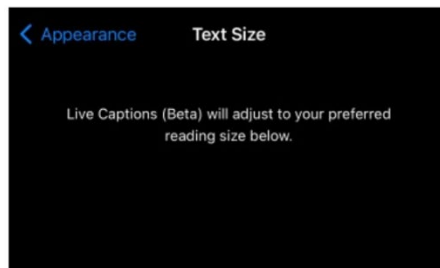 Appearance
Text Size
Live Captions (Beta) will adjust to your preferred
reading size below.